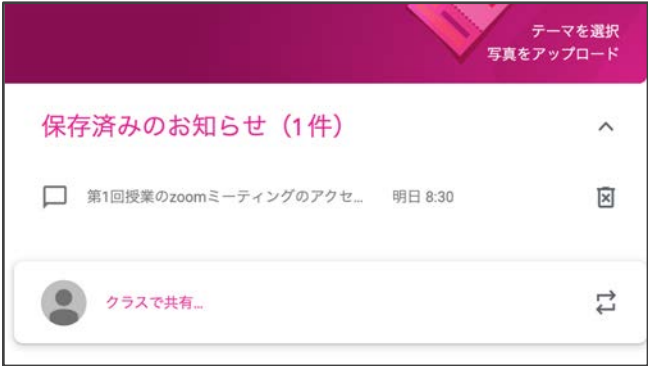 テーマを選択
写真をアップロード
保存済みのお知らせ（1件）
第1回授業のzoomミーティングのアクセ... 明日 8:30
クラスで共有...